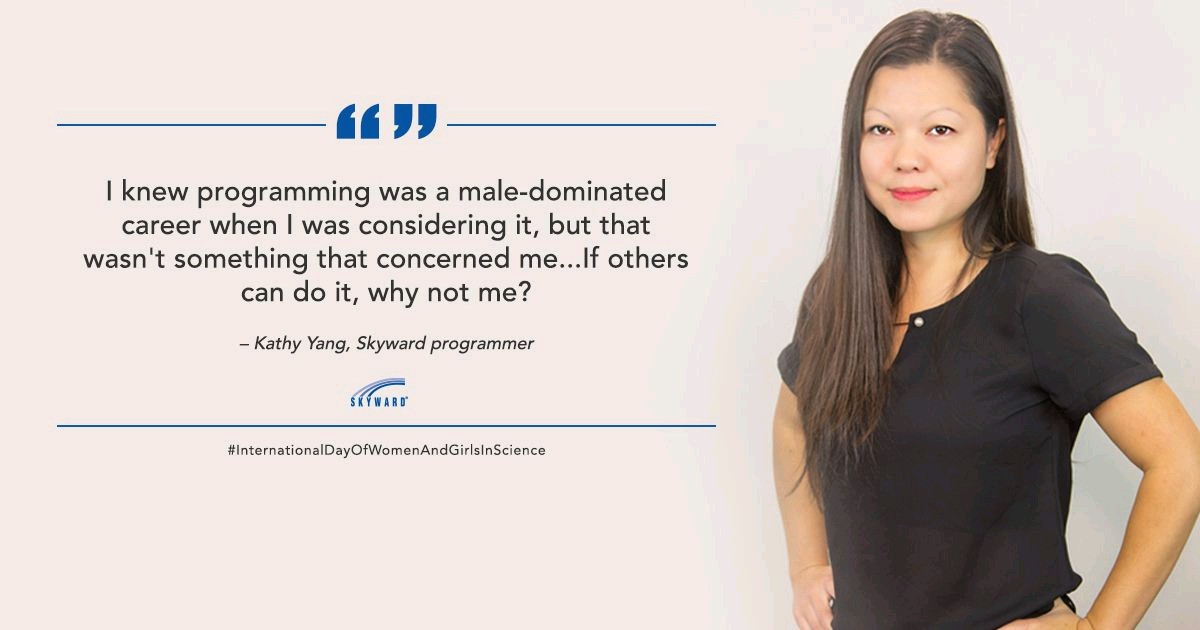 “ ”
I knew programming was a male-dominated
career when I was considering it, but that
wasn't something that concerned me...If others
can do it, why not me?
– Kathy Yang, Skyward programmer
SKYWARD
#InternationalDayOfWomenAndGirlsInScience